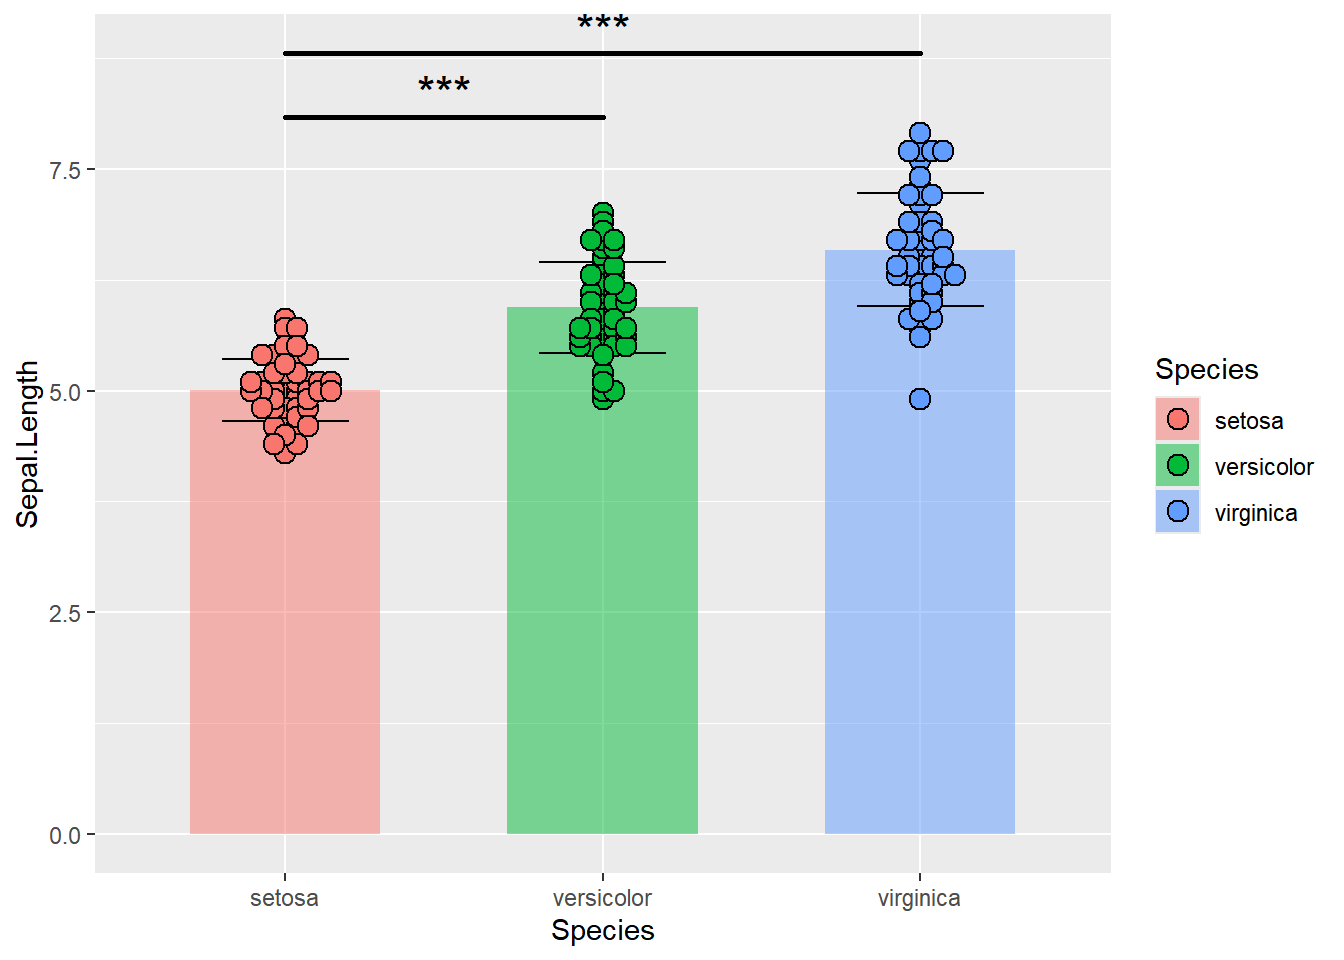 ***
***
7.5
5.0
2.5
0.0
Sepal.Length
setosa
versicolor
virginica
Species
Species
setosa
versicolor
virginica